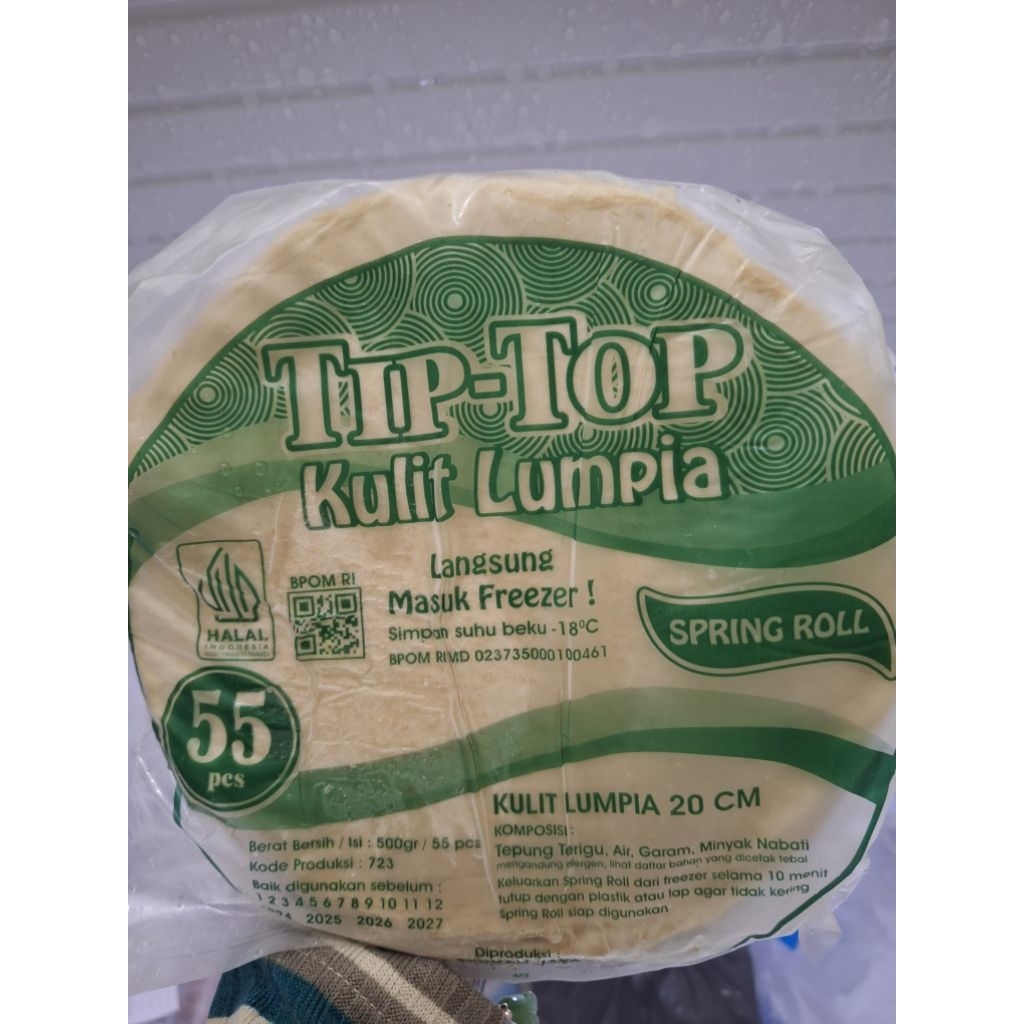 TIP-TOP
Kulit Lumpia
Langsung
Masuk Freezer !
Simpan suhu beku -18°C
BPOM RI MD 023735000100461
BPOM RI
HALAL
INDONESIA
SPRING ROLL
55
pcs
KULIT LUMPIA 20 CM
KOMPOSISI :
Tepung Terigu, Air, Garam, Minyak Nabati
mengandung alergen, lihat daftar bahan yang dicetak tebal
Keluarkan Spring Roll dari freezer selama 10 menit
tutup dengan plastik atau lap agar tidak kering
Spring Roll siap digunakan
Berat Bersih / Isi : 500gr / 55 pcs
Kode Produksi : 723
Baik digunakan sebelum :
1 2 3 4 5 6 7 8 9 10 11 12
2025 2026 2027
Diproduksi :